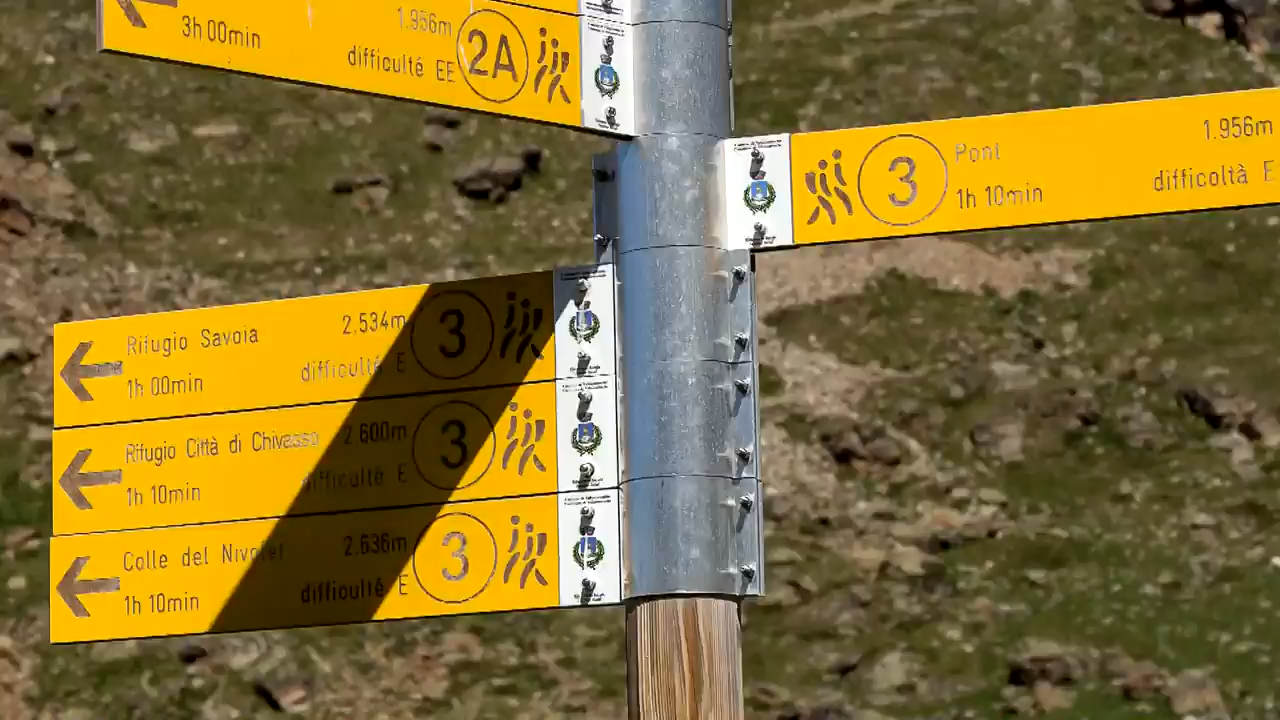 1.956m
3h 00min
difficulté EE
2A
3
Pont
1.956m
1h 10min
difficoltà E
Rifugio Savoia
2.534m
3
1h 00min
difficulté E
Rifugio Città di Chivasso
2.600m
3
1h 10min
difficulté E
Colle del Nivolet
2.636m
3
1h 10min
difficulté E